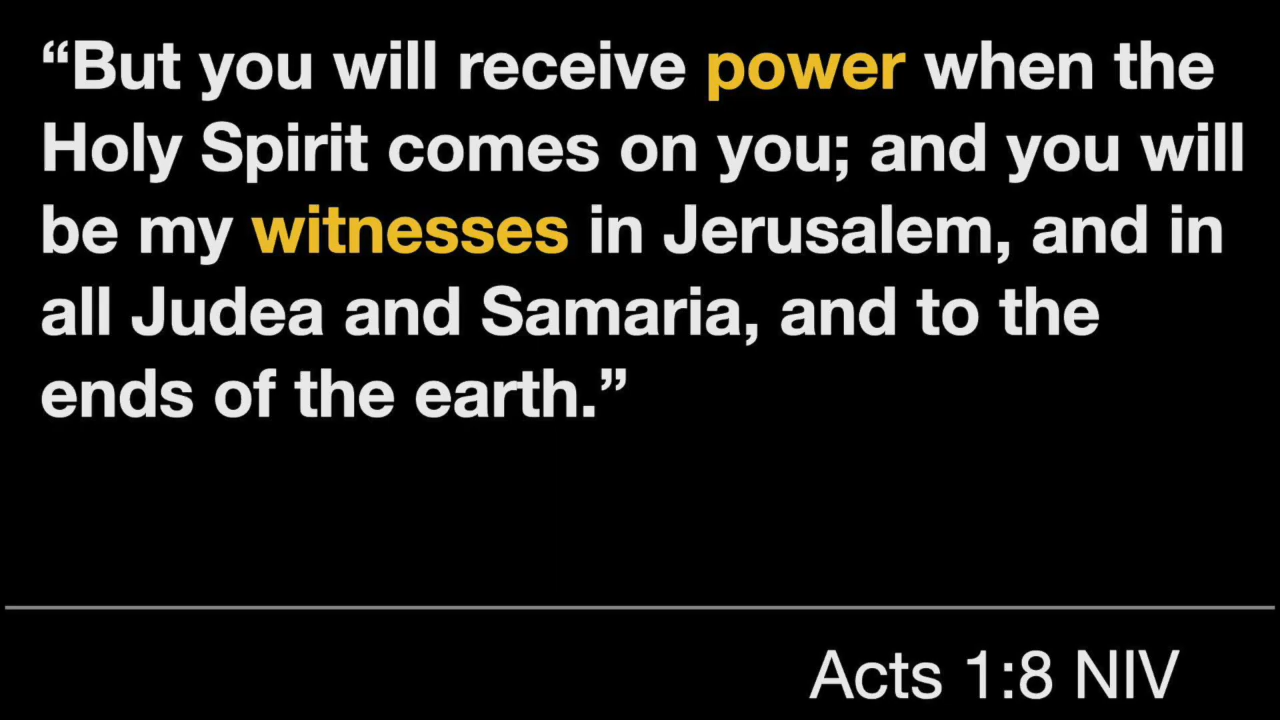 “But you will receive power when the
Holy Spirit comes on you; and you will
be my witnesses in Jerusalem, and in
all Judea and Samaria, and to the
ends of the earth.”
Acts 1:8 NIV